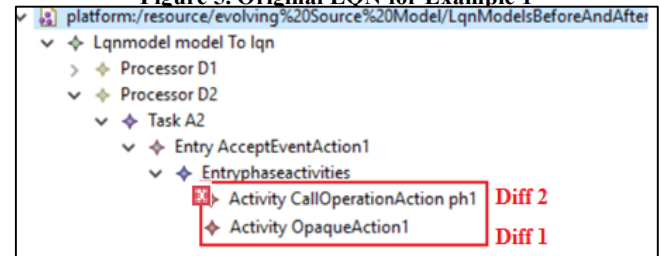 Figure 5. Original LQN for Example 1
platform:/resource/evolving%20Source%20Model/LqnModelsBeforeAndAfter
Lqnmodel model To lqn
Processor D1
Processor D2
Task A2
Entry AcceptEventAction1
Entryphaseactivities
Activity CallOperationAction ph1 Diff 2
Activity OpaqueAction1 Diff 1